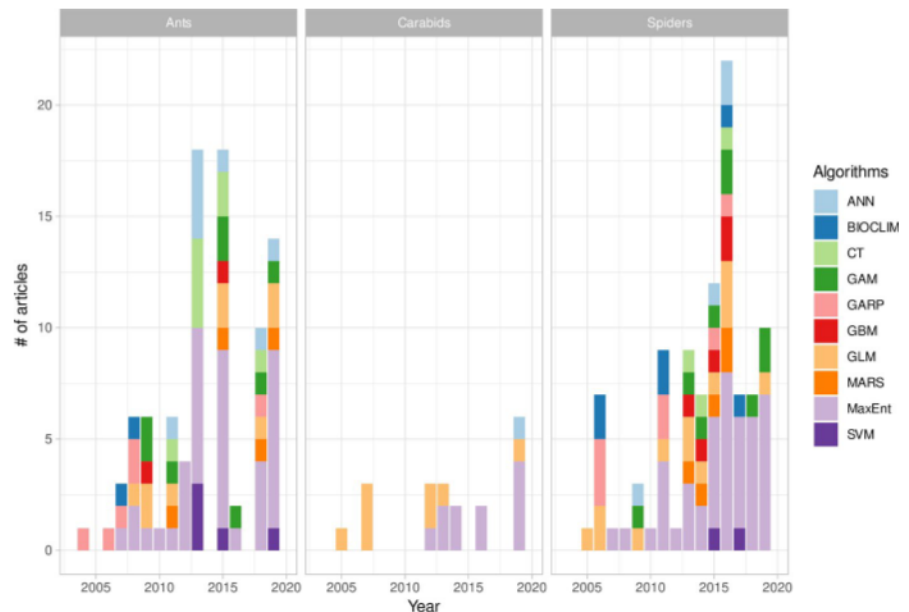 Ants Carabids Spiders
20
15
10
5
0
# of articles
2005 2010 2015 2020 2005 2010 2015 2020 2005 2010 2015 2020
Year
Algorithms
ANN
BIOCLIM
CT
GAM
GARP
GBM
GLM
MARS
MaxEnt
SVM